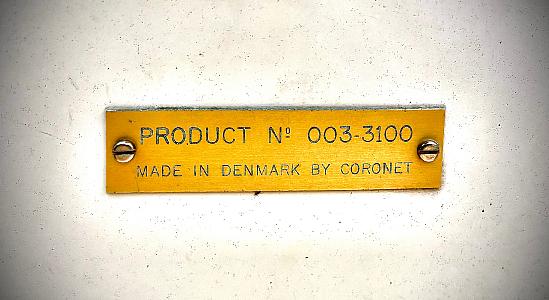 PRODUCT Nº 003-3100
MADE IN DENMARK BY CORONET